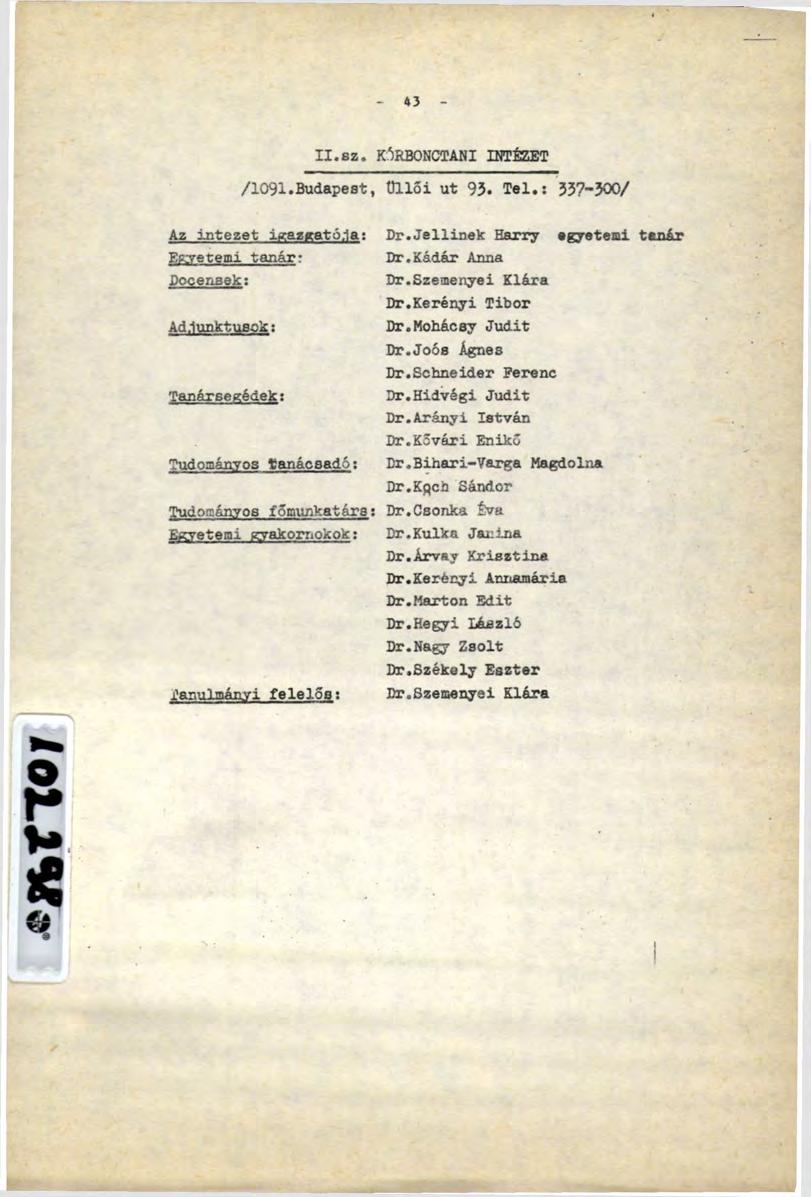 - 43 -
II.sz. KÓRBONCTANI INTÉZET
/1091.Budapest, Üllői ut 93. Tel.: 337-300/
Az intezet igazgatója: Dr.Jellinek Harry egyetemi tanár
Egyetemi tanár: Dr.Kádár Anna
Docensek: Dr.Szemenyei Klára
Dr.Kerényi Tibor
Adjunktusok: Dr.Mohácsy Judit
Dr.Joós Ágnes
Dr.Schneider Ferenc
Tanársegédek: Dr.Hidvégi Judit
Dr.Arányi István
Dr.Kővári Enikő
Tudományos tanácsadó: Dr.Bihari-Varga Magdolna
Dr.Koch Sándor
Tudományos főmunkatárs: Dr.Csonka Éva
Egyetemi gyakornokok: Dr.Kulka Janina
Dr.Árvay Krisztina
Dr.Kerényi Annamária
Dr.Marton Edit
Dr.Hegyi László
Dr.Nagy Zsolt
Dr.Székely Eszter
Tanulmányi felelős: Dr.Szemenyei Klára
102298